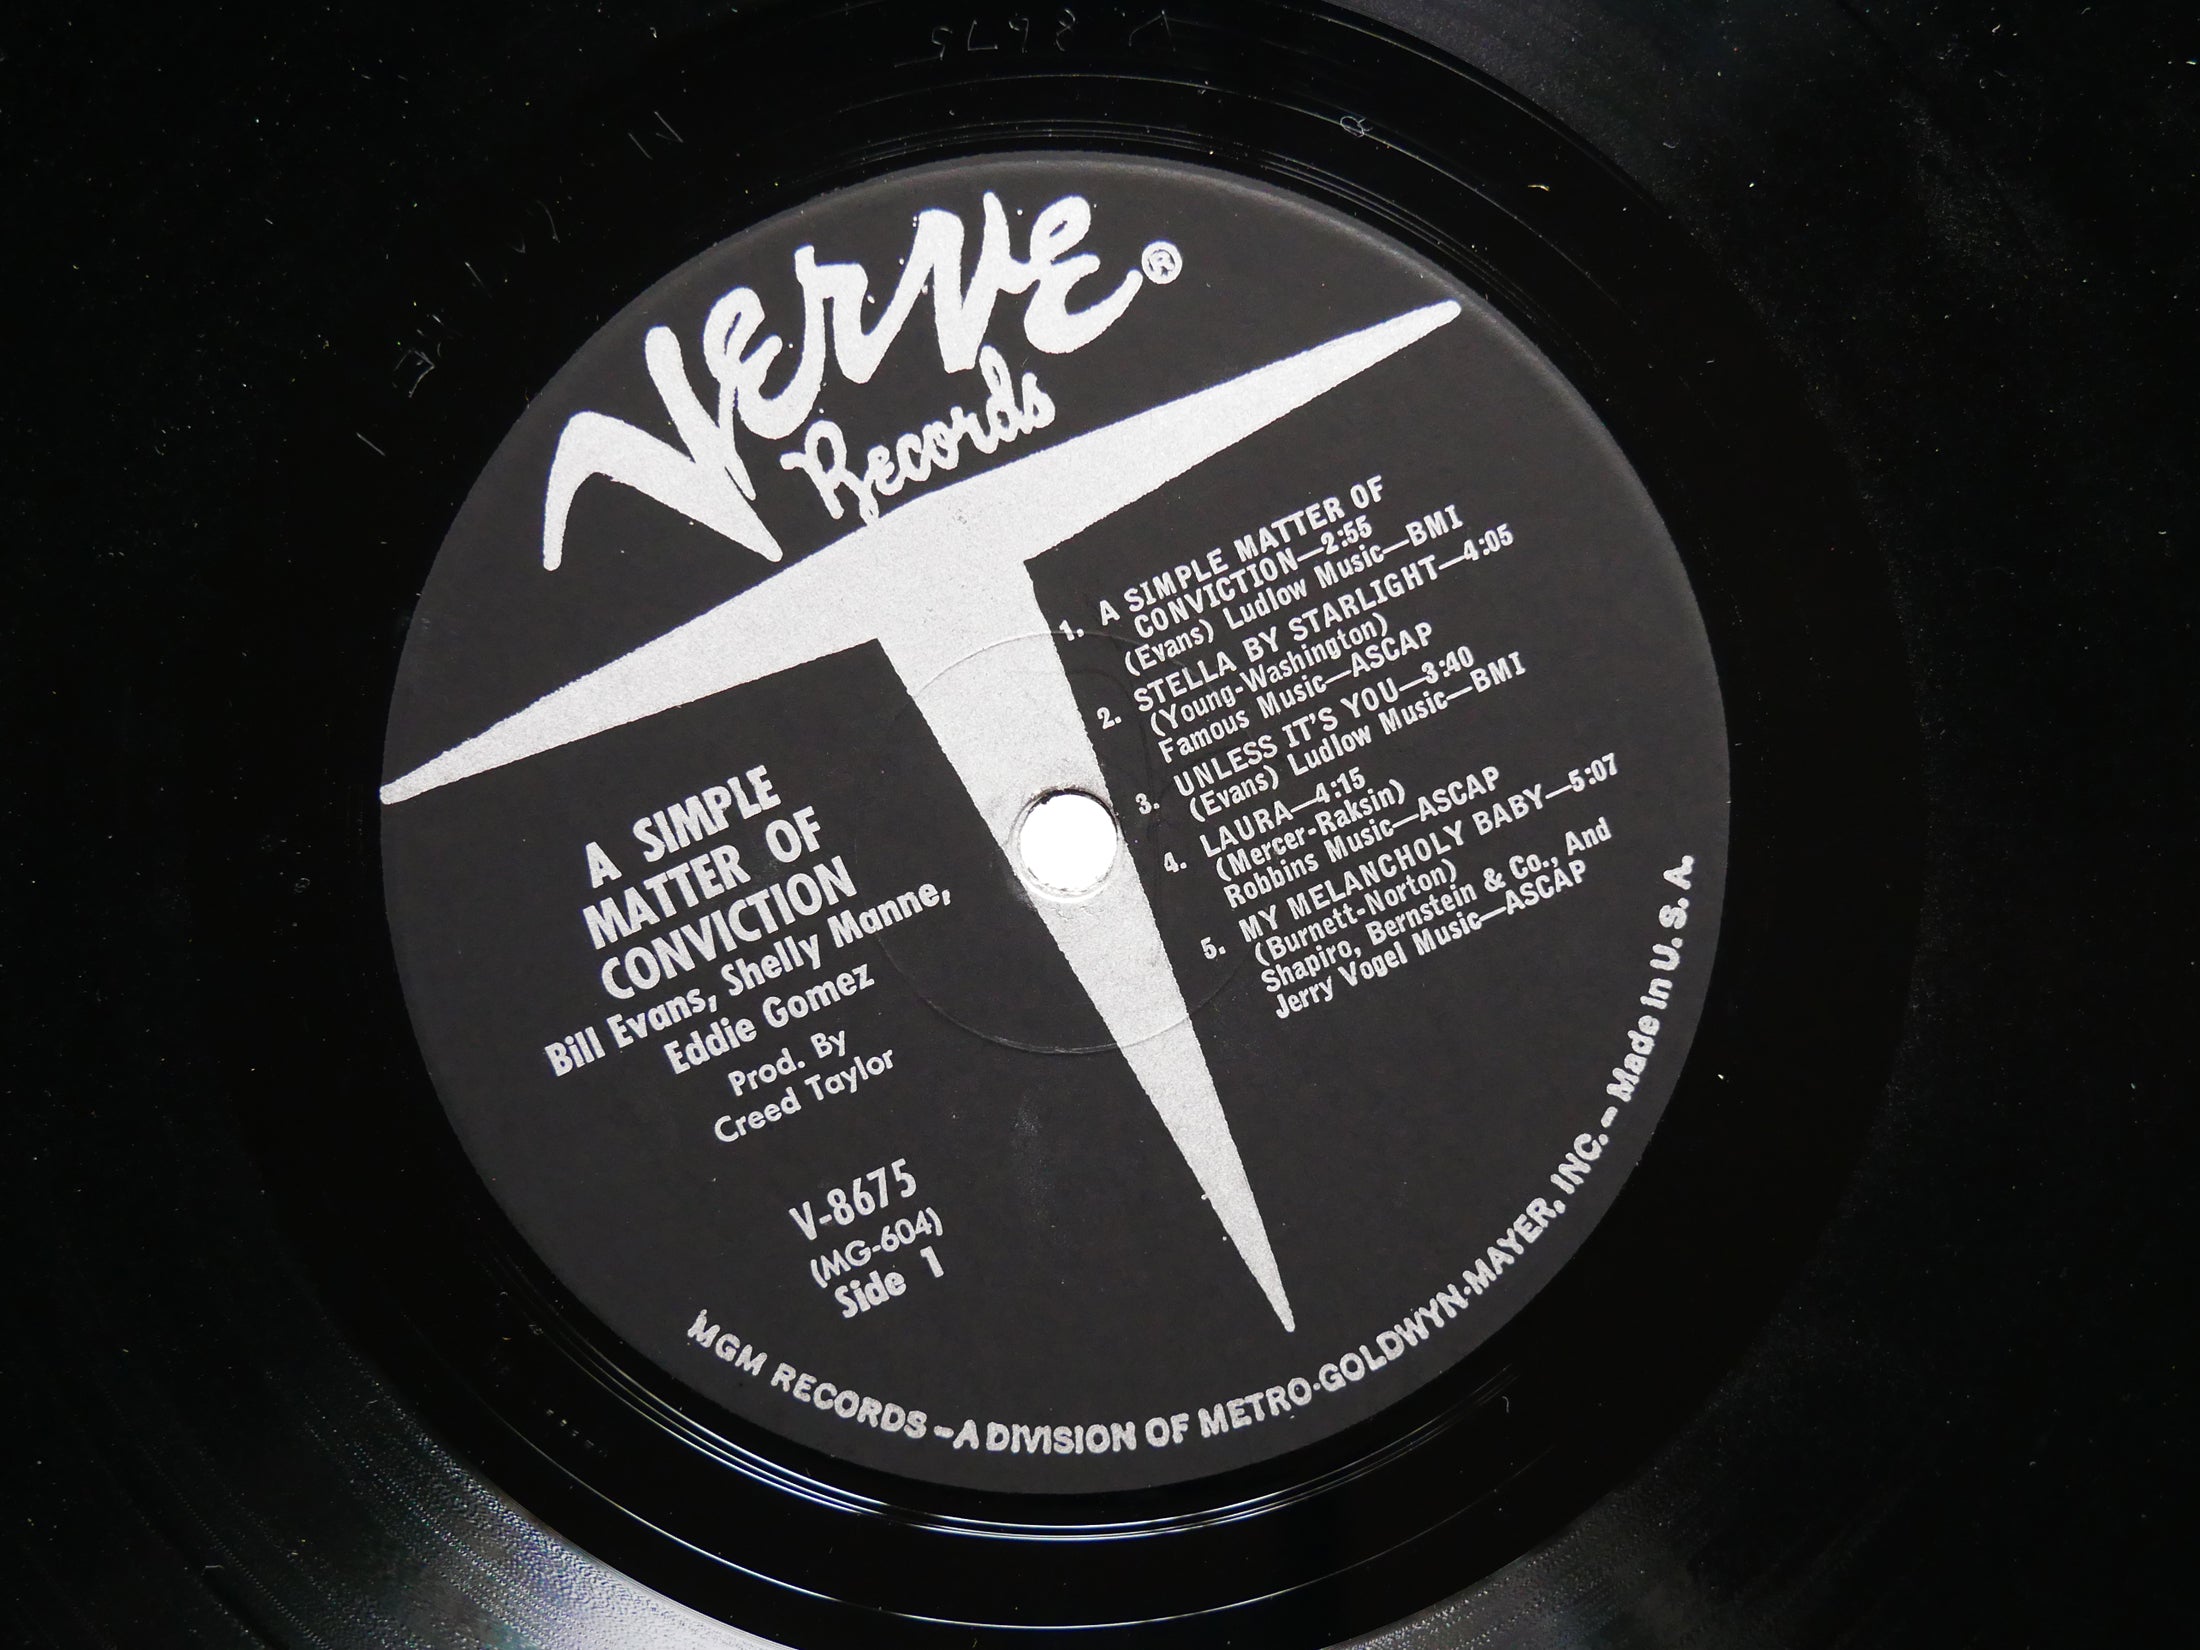 Verve ®
Records
1. A SIMPLE MATTER OF
CONVICTION—2:55
(Evans) Ludlow Music—BMI
2. STELLA BY STARLIGHT—4:05
(Young-Washington)
Famous Music—ASCAP
3. UNLESS IT'S YOU—3:40
(Evans) Ludlow Music—BMI
4. LAURA—4:15
(Mercer-Raksin)
Robbins Music—ASCAP
5. MY MELANCHOLY BABY—5:07
(Burnett-Norton)
Shapiro, Bernstein & Co., And
Jerry Vogel Music—ASCAP
A SIMPLE
MATTER OF
CONVICTION
Bill Evans, Shelly Manne,
Eddie Gomez
Prod. By
Creed Taylor
V-8675
(MG-604)
Side 1
MGM RECORDS – A DIVISION OF METRO-GOLDWYN-MAYER, INC. – Made in U. S. A.